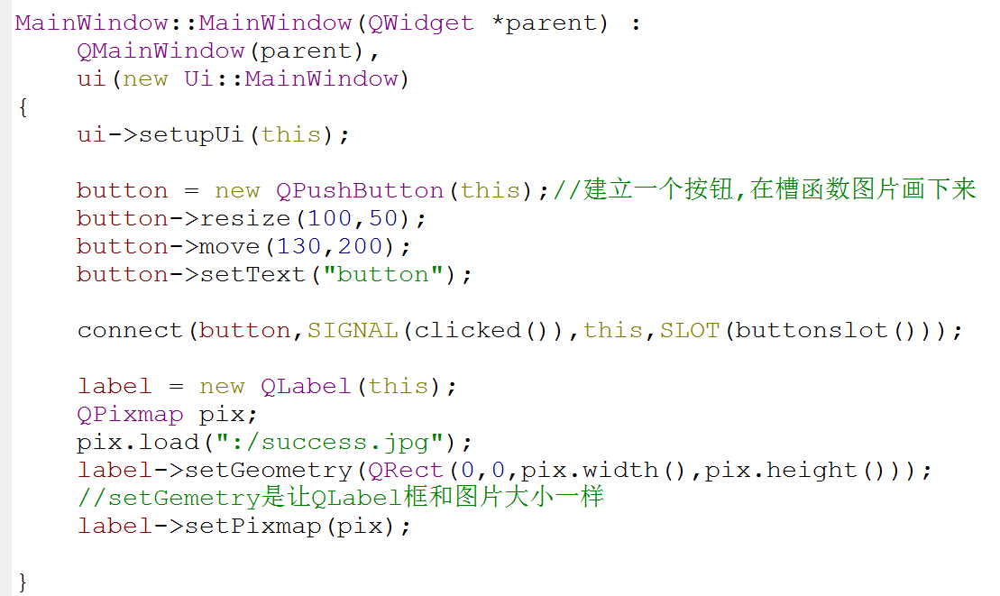 MainWindow::MainWindow(QWidget *parent) :
    QMainWindow(parent),
    ui(new Ui::MainWindow)
{
    ui->setupUi(this);

    button = new QPushButton(this);//建立一个按钮,在槽函数图片画下来
    button->resize(100,50);
    button->move(130,200);
    button->setText("button");

    connect(button,SIGNAL(clicked()),this,SLOT(buttonslot()));

    label = new QLabel(this);
    QPixmap pix;
    pix.load(":/success.jpg");
    label->setGeometry(QRect(0,0,pix.width(),pix.height()));
    //setGemetry是让QLabel框和图片大小一样
    label->setPixmap(pix);

}